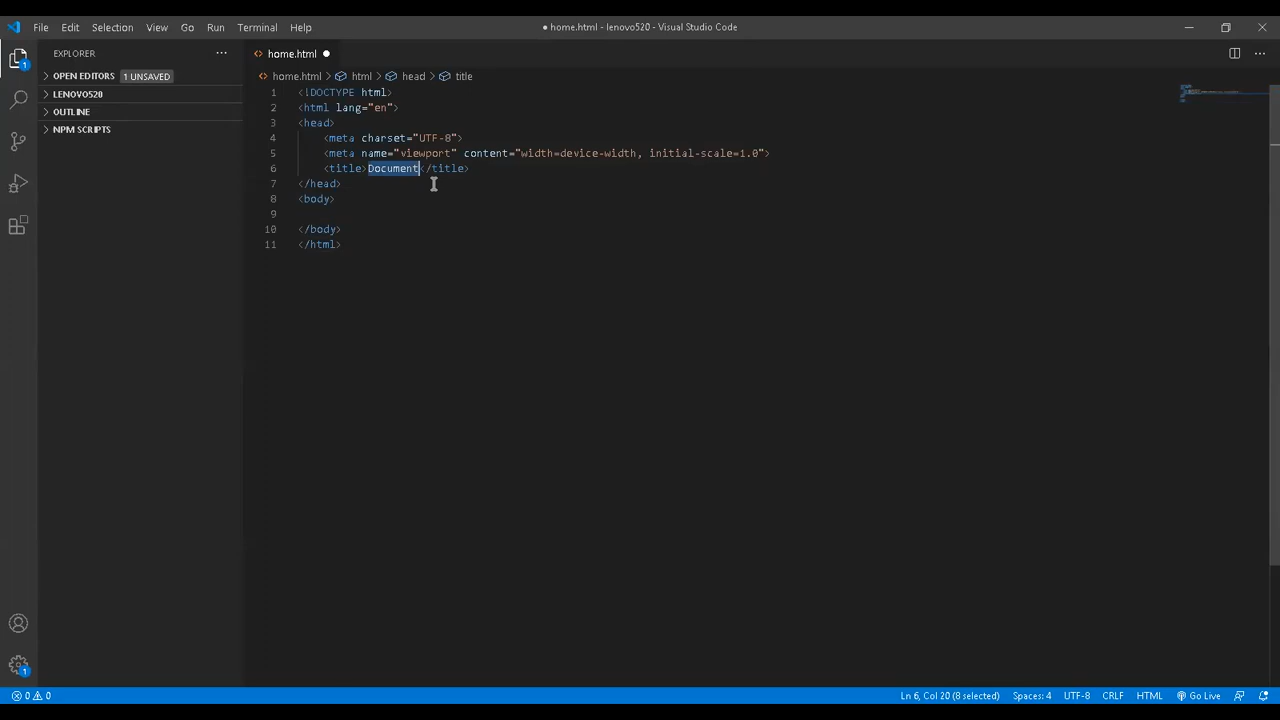 File Edit Selection View Go Run Terminal Help
● home.html - lenovo520 - Visual Studio Code
EXPLORER
home.html
1
OPEN EDITORS 1 UNSAVED
LENOVO520
OUTLINE
NPM SCRIPTS
home.html > html > head > title
1 <!DOCTYPE html>
2 <html lang="en">
3 <head>
4 <meta charset="UTF-8">
5 <meta name="viewport" content="width=device-width, initial-scale=1.0">
6 <title>Document</title>
7 </head>
8 <body>
9
10 </body>
11 </html>
1
0 0
Ln 6, Col 20 (8 selected) Spaces: 4 UTF-8 CRLF HTML Go Live